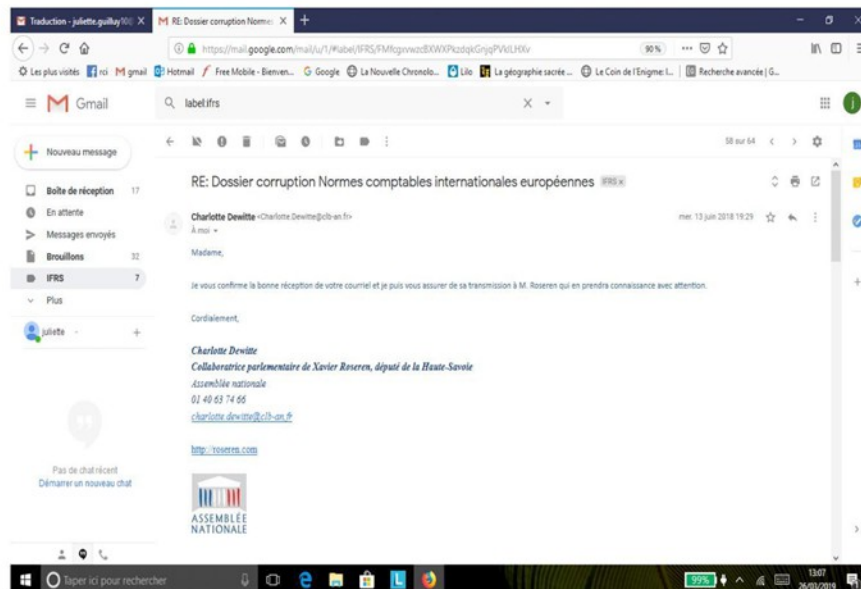 Traduction - juliette.guilluy10@ X
RE: Dossier corruption Normes X
https://mail.google.com/mail/u/1/#label/IFRS/
90%
Les plus visités rci gmail Hotmail Free Mobile - Bienven... Google La Nouvelle Chronolo... Lilo La géographie sacrée ... Le Coin de l'Enigme: l... Recherche avancée | G...
Gmail
label:ifrs
Nouveau message
58 sur 64
Boîte de réception 17
En attente
Messages envoyés
Brouillons 32
IFRS 7
Plus
juliette
Pas de chat récent
Démarrer un nouveau chat
RE: Dossier corruption Normes comptables internationales européennes IFRS x
Charlotte Dewitte <Charlotte.Dewitte@clb-an.fr>
mer. 13 juin 2018 19:29
À moi
Madame,
Je vous confirme la bonne réception de votre courriel et je puis vous assurer de sa transmission à M. Roseren qui en prendra connaissance avec attention.
Cordialement,
Charlotte Dewitte
Collaboratrice parlementaire de Xavier Roseren, député de la Haute-Savoie
Assemblée nationale
01 40 63 74 66
charlotte.dewitte@clb-an.fr
http://roseren.com
ASSEMBLÉE
NATIONALE
Taper ici pour rechercher
99%
13:07
26/03/2019